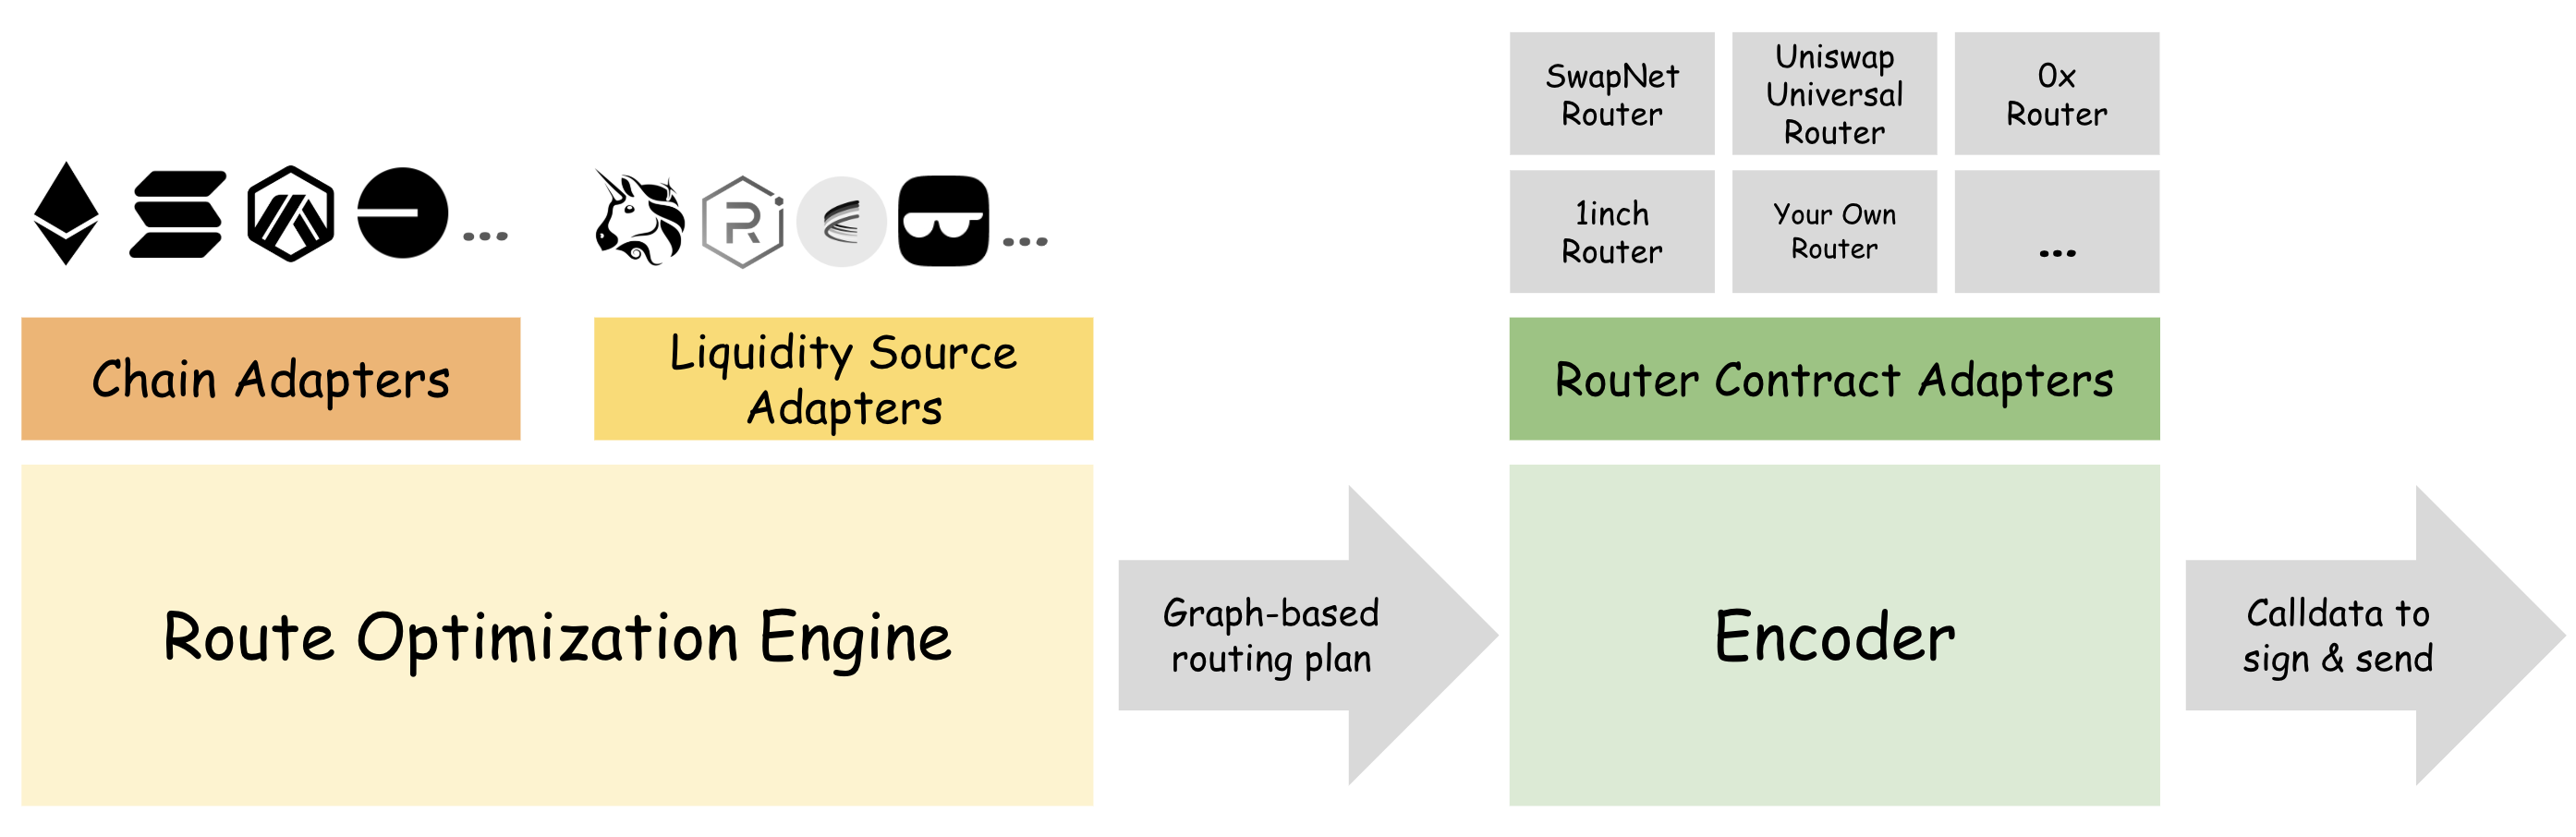 SwapNet
Router
Uniswap
Universal
Router
0x
Router
1inch
Router
Your Own
Router
...
...
...
Chain Adapters
Liquidity Source
Adapters
Router Contract Adapters
Route Optimization Engine
Graph-based
routing plan
Encoder
Calldata to
sign & send